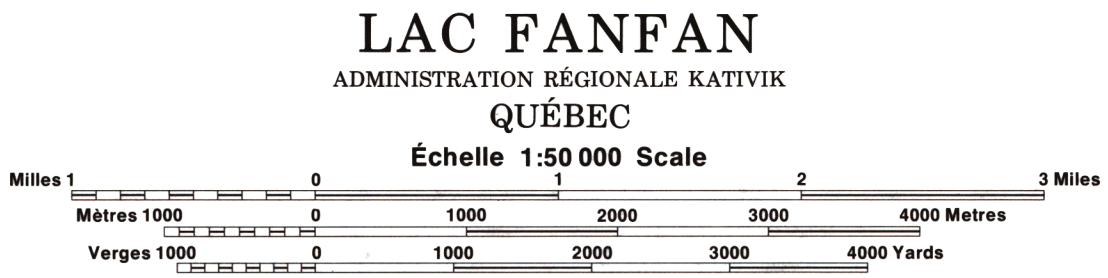 LAC FANFAN
ADMINISTRATION RÉGIONALE KATIVIK
QUÉBEC
Échelle 1:50 000 Scale
Milles 1 0 1 2 3 Miles
Mètres 1000 0 1000 2000 3000 4000 Metres
Verges 1000 0 1000 2000 3000 4000 Yards